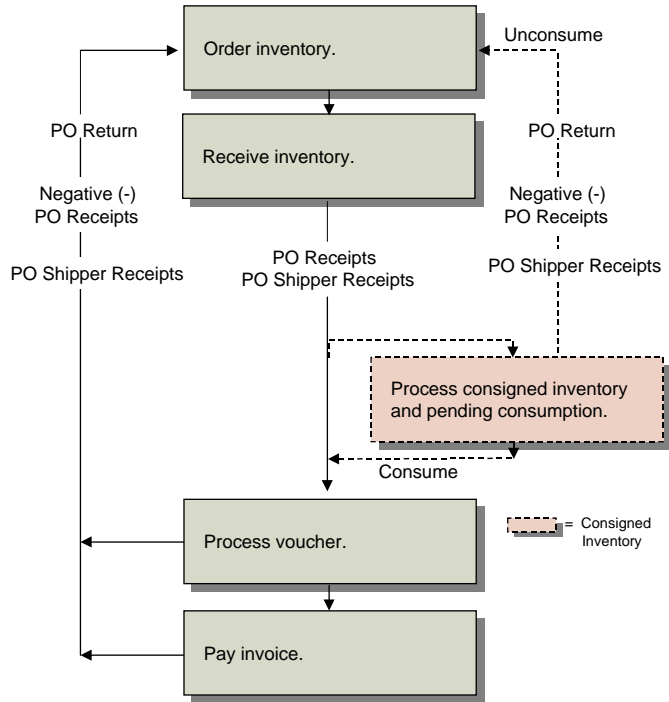 Order inventory.
Unconsume
PO Return
PO Return
Receive inventory.
Negative (-)
PO Receipts
Negative (-)
PO Receipts
PO Shipper Receipts
PO Receipts
PO Shipper Receipts
PO Shipper Receipts
Process consigned inventory
and pending consumption.
Consume
Process voucher.
= Consigned
Inventory
Pay invoice.